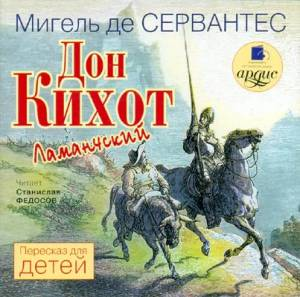 Мигель де СЕРВАНТЕС
Дон
Кихот
Ламанчский
ардис
Читает
Станислав
ФЕДОСОВ
Пересказ для
детей